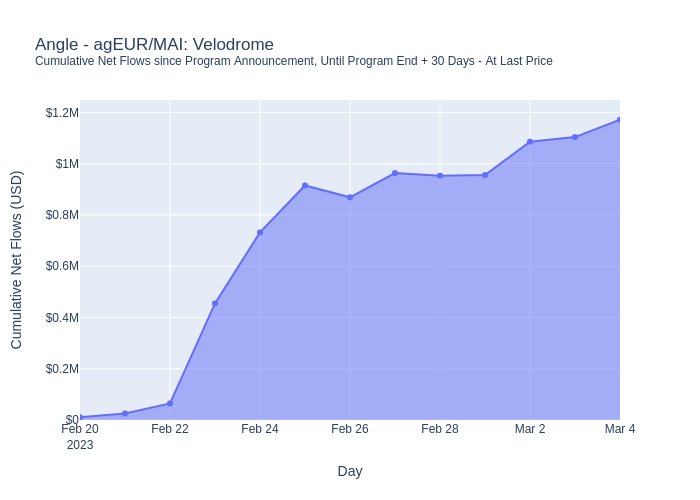 Angle - agEUR/MAI: Velodrome
Cumulative Net Flows since Program Announcement, Until Program End + 30 Days - At Last Price
Cumulative Net Flows (USD)
$1.2M
$1M
$0.8M
$0.6M
$0.4M
$0.2M
$0
Feb 20
2023
Feb 22
Feb 24
Feb 26
Feb 28
Mar 2
Mar 4
Day